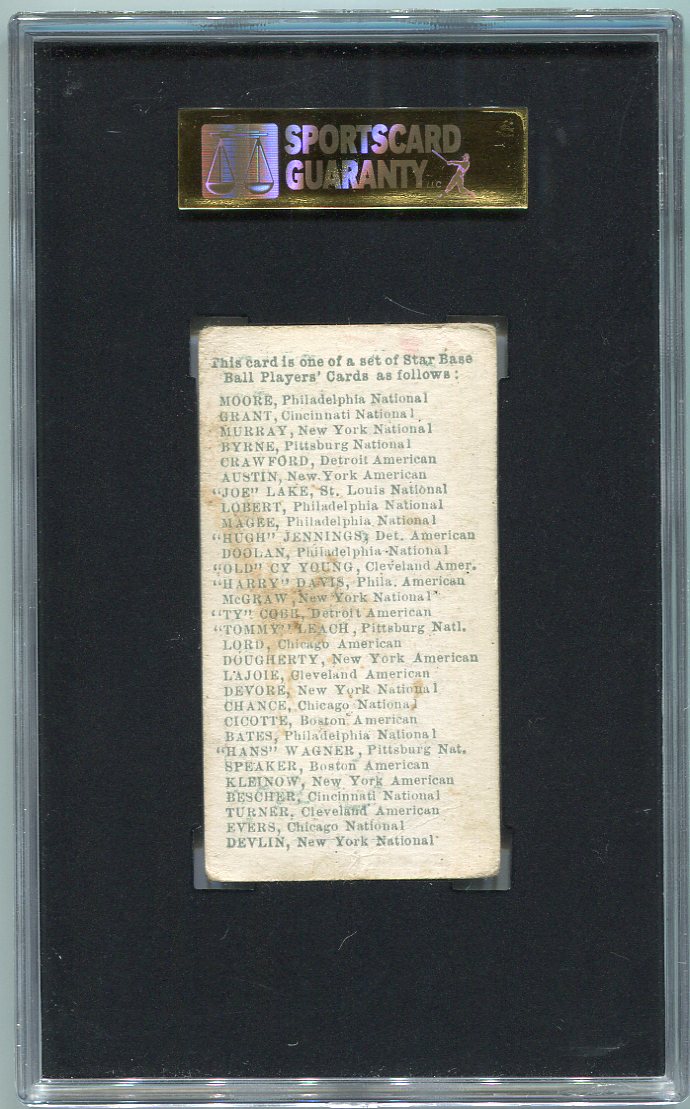 SPORTSCARD
GUARANTY LLC
This card is one of a set of Star Base
Ball Players' Cards as follows:
MOORE, Philadelphia National
GRANT, Cincinnati National
MURRAY, New York National
BYRNE, Pittsburg National
CRAWFORD, Detroit American
AUSTIN, New York American
"JOE" LAKE, St. Louis National
LOBERT, Philadelphia National
MAGEE, Philadelphia National
"HUGH" JENNINGS, Det. American
DOOLAN, Philadelphia National
"OLD" CY YOUNG, Cleveland Amer.
"HARRY" DAVIS, Phila. American
McGRAW, New York National
"TY" COBB, Detroit American
"TOMMY" LEACH, Pittsburg Natl.
LORD, Chicago American
DOUGHERTY, New York American
LAJOIE, Cleveland American
DEVORE, New York National
CHANCE, Chicago National
CICOTTE, Boston American
BATES, Philadelphia National
"HANS" WAGNER, Pittsburg Nat.
SPEAKER, Boston American
KLEINOW, New York American
BESCHER, Cincinnati National
TURNER, Cleveland American
EVERS, Chicago National
DEVLIN, New York National